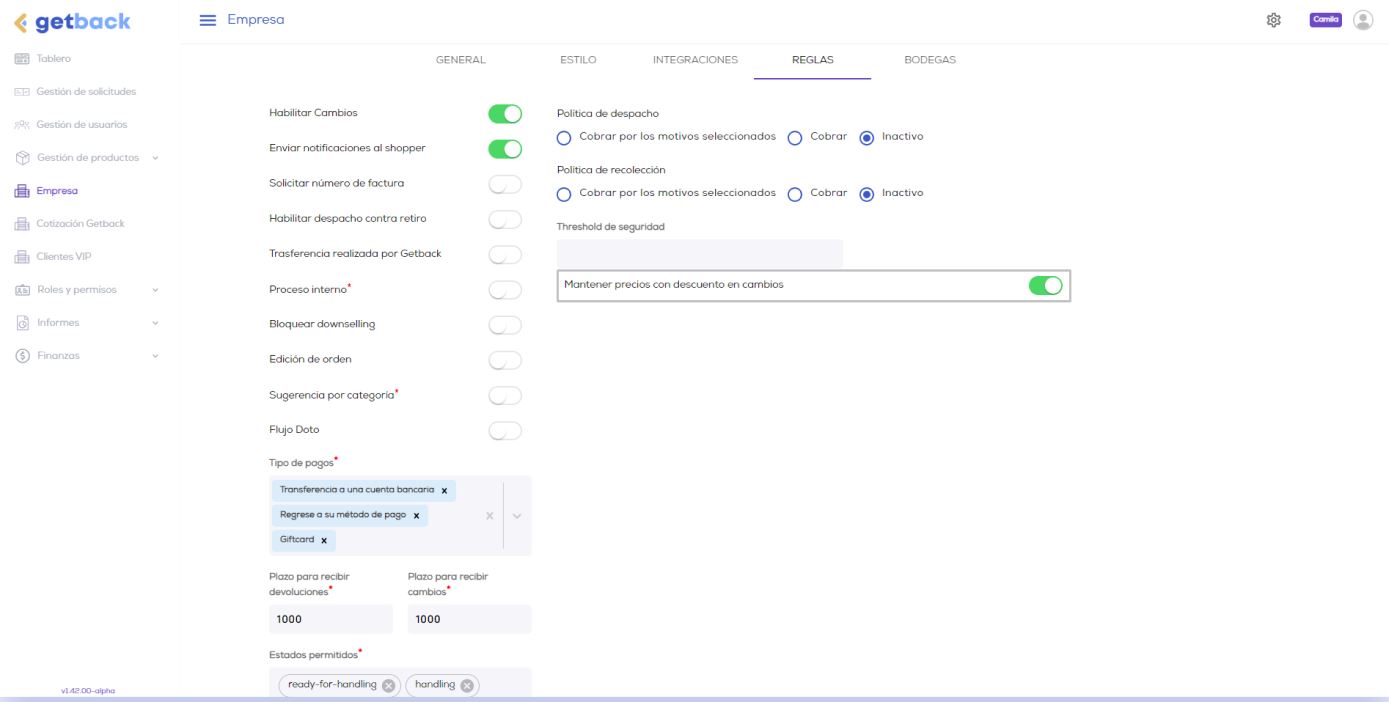 getback
Empresa
Camila
Tablero
Gestión de solicitudes
Gestión de usuarios
Gestión de productos
Empresa
Cotización Getback
Clientes VIP
Roles y permisos
Informes
Finanzas
v1.42.00-alpha
GENERAL ESTILO INTEGRACIONES REGLAS BODEGAS
Habilitar Cambios
Enviar notificaciones al shopper
Solicitar número de factura
Habilitar despacho contra retiro
Trasferencia realizada por Getback
Proceso interno*
Bloquear downselling
Edición de orden
Sugerencia por categoría*
Flujo Doto
Tipo de pagos*
Transferencia a una cuenta bancaria x
Regrese a su método de pago x
Giftcard x
Plazo para recibir
devoluciones*
1000
Plazo para recibir
cambios*
1000
Estados permitidos*
ready-for-handling
handling
Política de despacho
Cobrar por los motivos seleccionados Cobrar Inactivo
Política de recolección
Cobrar por los motivos seleccionados Cobrar Inactivo
Threshold de seguridad
Mantener precios con descuento en cambios